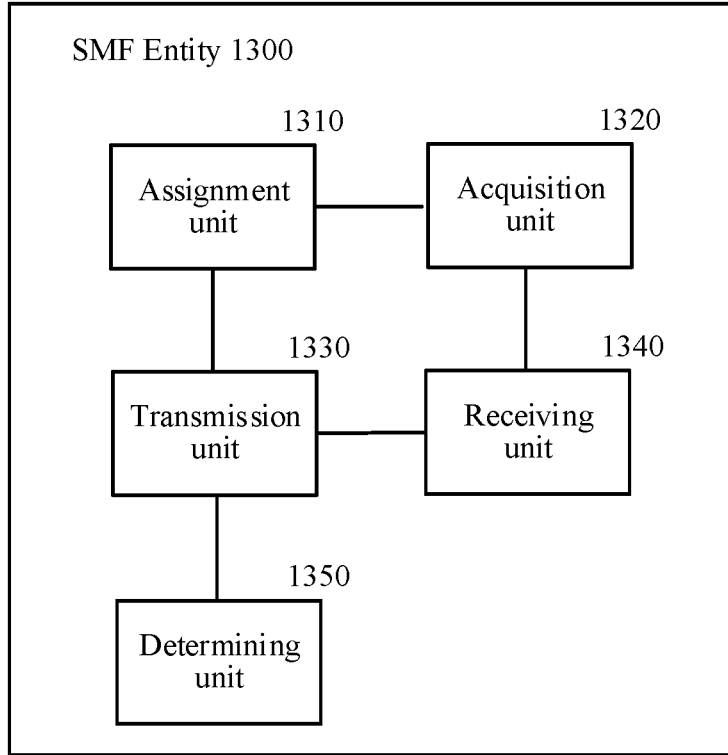 SMF Entity 1300
1310
1320
Assignment
unit
Acquisition
unit
1330
1340
Transmission
unit
Receiving
unit
1350
Determining
unit